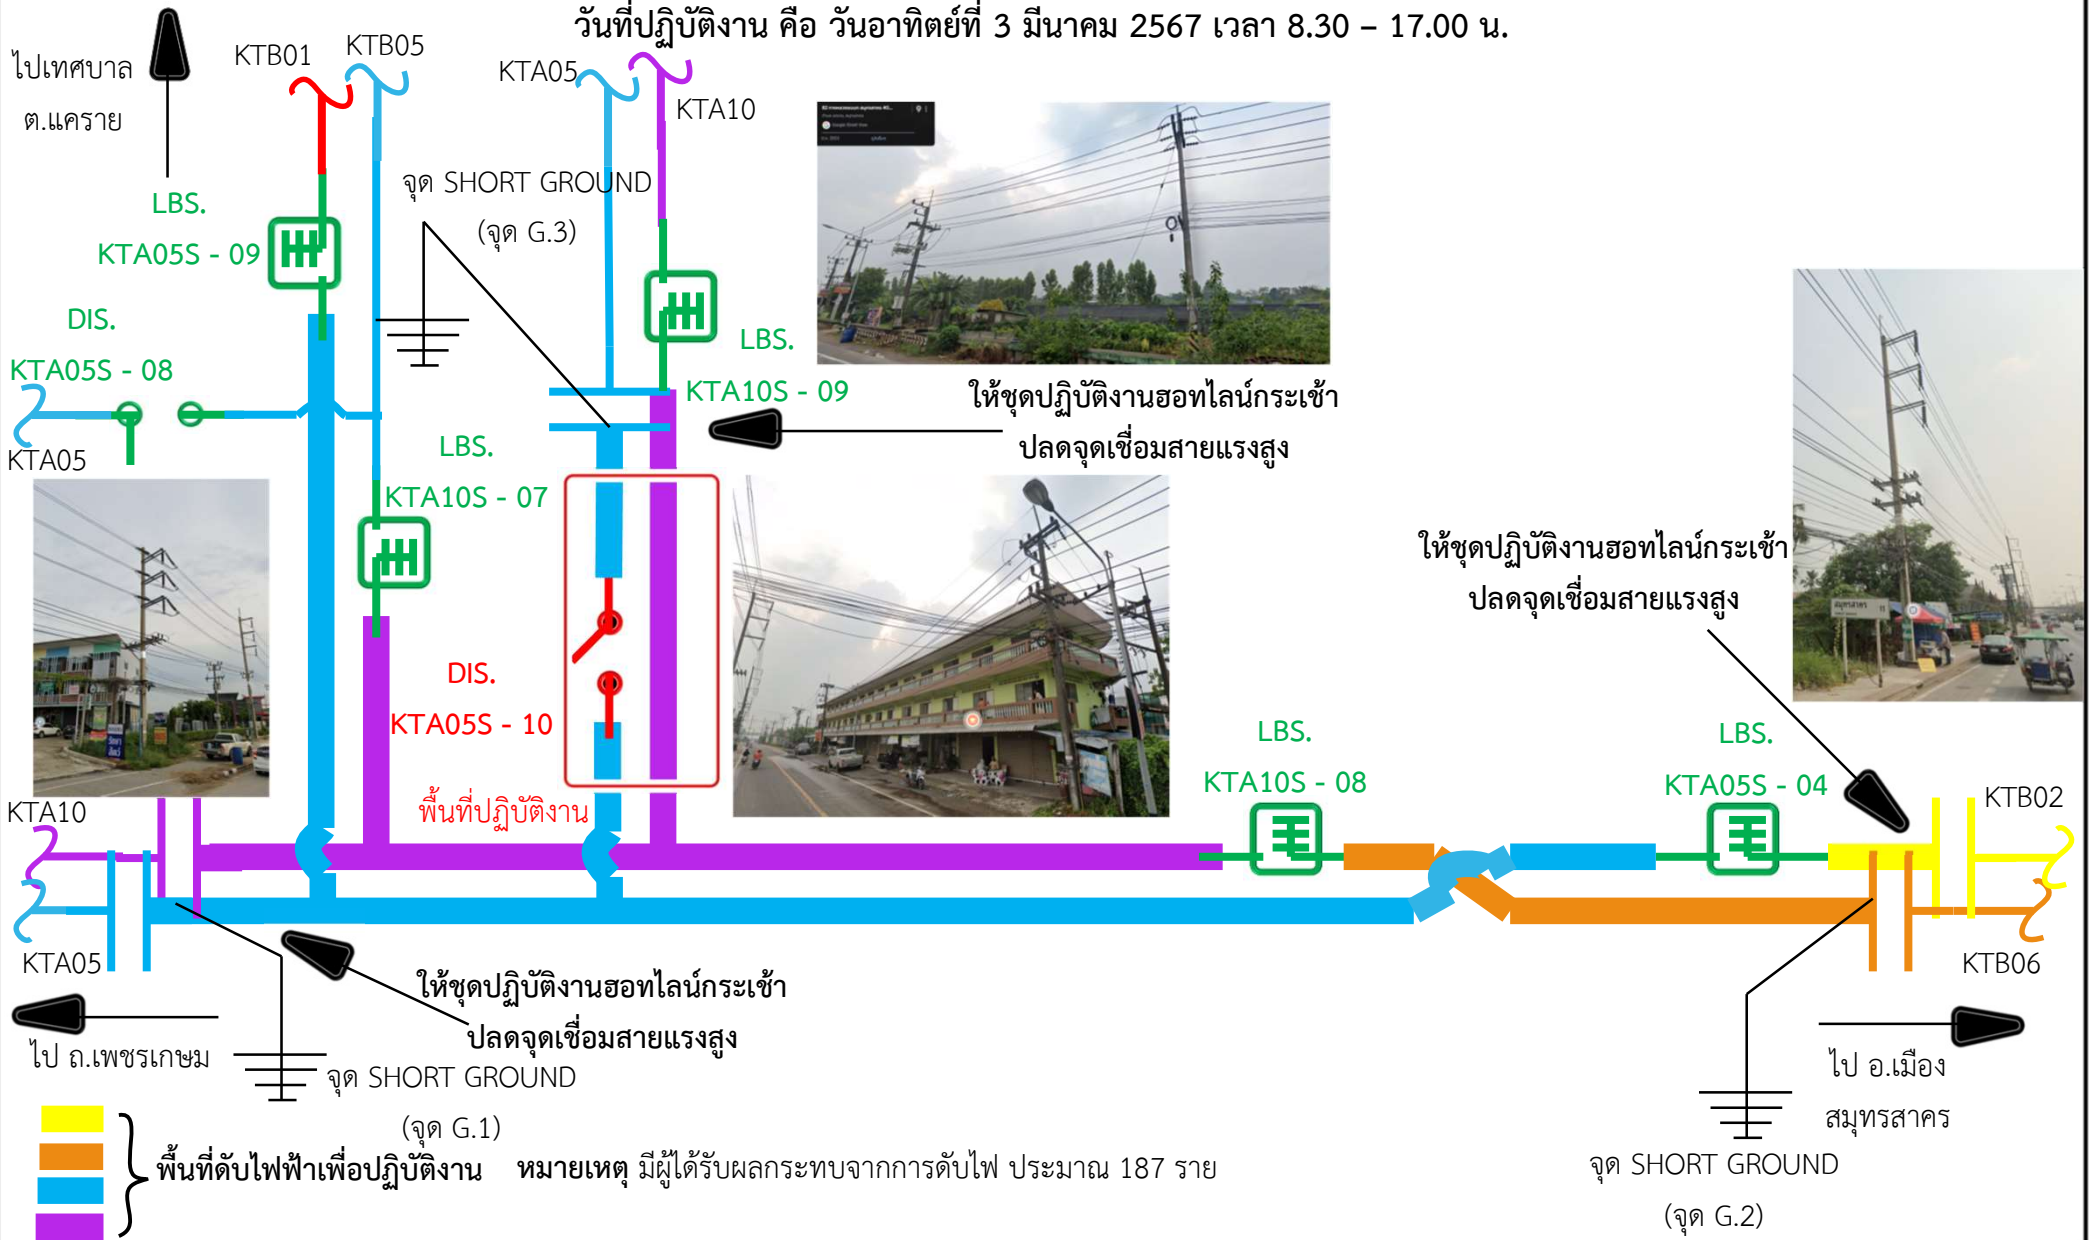 วันที่ปฏิบัติงาน คือ วันอาทิตย์ที่ 3 มีนาคม 2567 เวลา 8.30 – 17.00 น.
ไปเทศบาล
ต.แคราย
KTB01
KTB05
KTA05
KTA10
จุด SHORT GROUND
(จุด G.3)
LBS.
KTA05S - 09
DIS.
KTA05S - 08
KTA05
LBS.
KTA10S - 09
ให้ชุดปฏิบัติงานฮอทไลน์กระเช้า
ปลดจุดเชื่อมสายแรงสูง
LBS.
KTA10S - 07
ให้ชุดปฏิบัติงานฮอทไลน์กระเช้า
ปลดจุดเชื่อมสายแรงสูง
สมุทรสาคร
DIS.
KTA05S - 10
พื้นที่ปฏิบัติงาน
LBS.
KTA10S - 08
LBS.
KTA05S - 04
KTB02
KTA10
KTA05
KTB06
ให้ชุดปฏิบัติงานฮอทไลน์กระเช้า
ปลดจุดเชื่อมสายแรงสูง
ไป ถ.เพชรเกษม
จุด SHORT GROUND
(จุด G.1)
ไป อ.เมือง
สมุทรสาคร
จุด SHORT GROUND
(จุด G.2)
พื้นที่ดับไฟฟ้าเพื่อปฏิบัติงาน
หมายเหตุ มีผู้ได้รับผลกระทบจากการดับไฟ ประมาณ 187 ราย